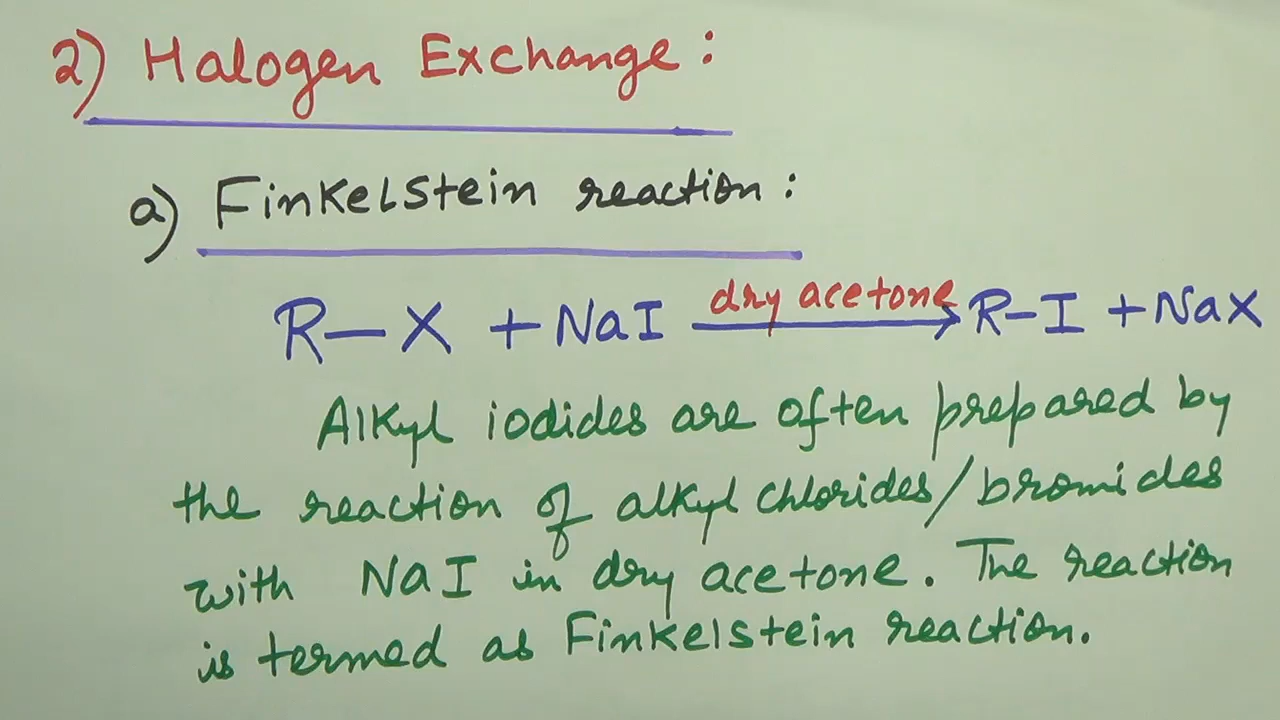 2) Halogen Exchange :
a) Finkelstein reaction :
dry acetone
R-X + NaI → R-I + NaX
Alkyl iodides are often prepared by
the reaction of alkyl chlorides/bromides
with NaI in dry acetone. The reaction
is termed as Finkelstein reaction.